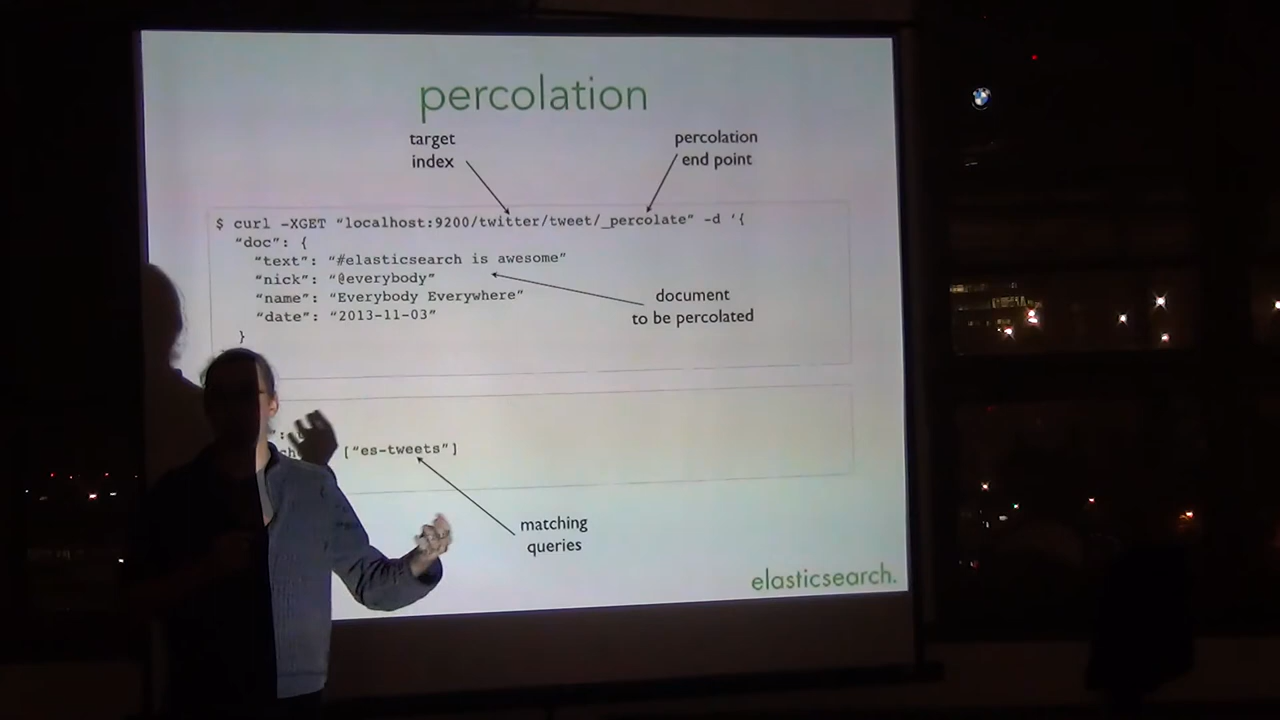 percolation
target
index
percolation
end point
$ curl -XGET “localhost:9200/twitter/tweet/_percolate” -d ‘{
“doc”: {
“text”: “#elasticsearch is awesome”
“nick”: “@everybody”
“name”: “Everybody Everywhere”
“date”: “2013-11-03”
}
document
to be percolated
[“es-tweets”]
matching
queries
elasticsearch.